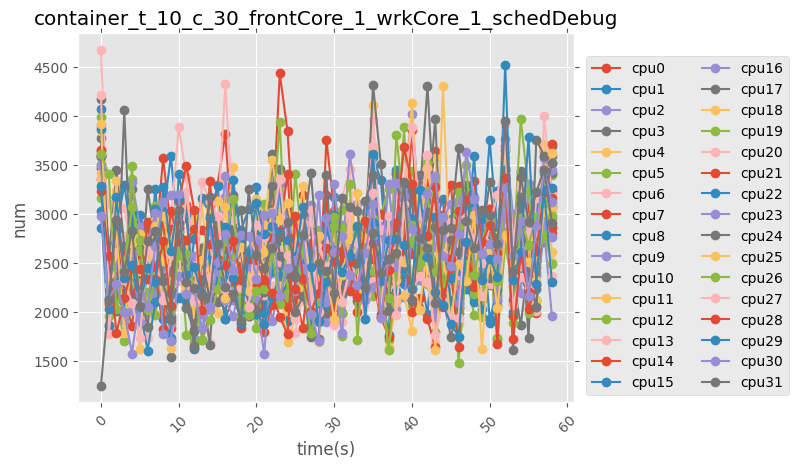 container_t_10_c_30_frontCore_1_wrkCore_1_schedDebug
4500
4000
3500
3000
2500
2000
1500
num
0
10
20
30
40
50
60
time(s)
cpu0
cpu1
cpu2
cpu3
cpu4
cpu5
cpu6
cpu7
cpu8
cpu9
cpu10
cpu11
cpu12
cpu13
cpu14
cpu15
cpu16
cpu17
cpu18
cpu19
cpu20
cpu21
cpu22
cpu23
cpu24
cpu25
cpu26
cpu27
cpu28
cpu29
cpu30
cpu31